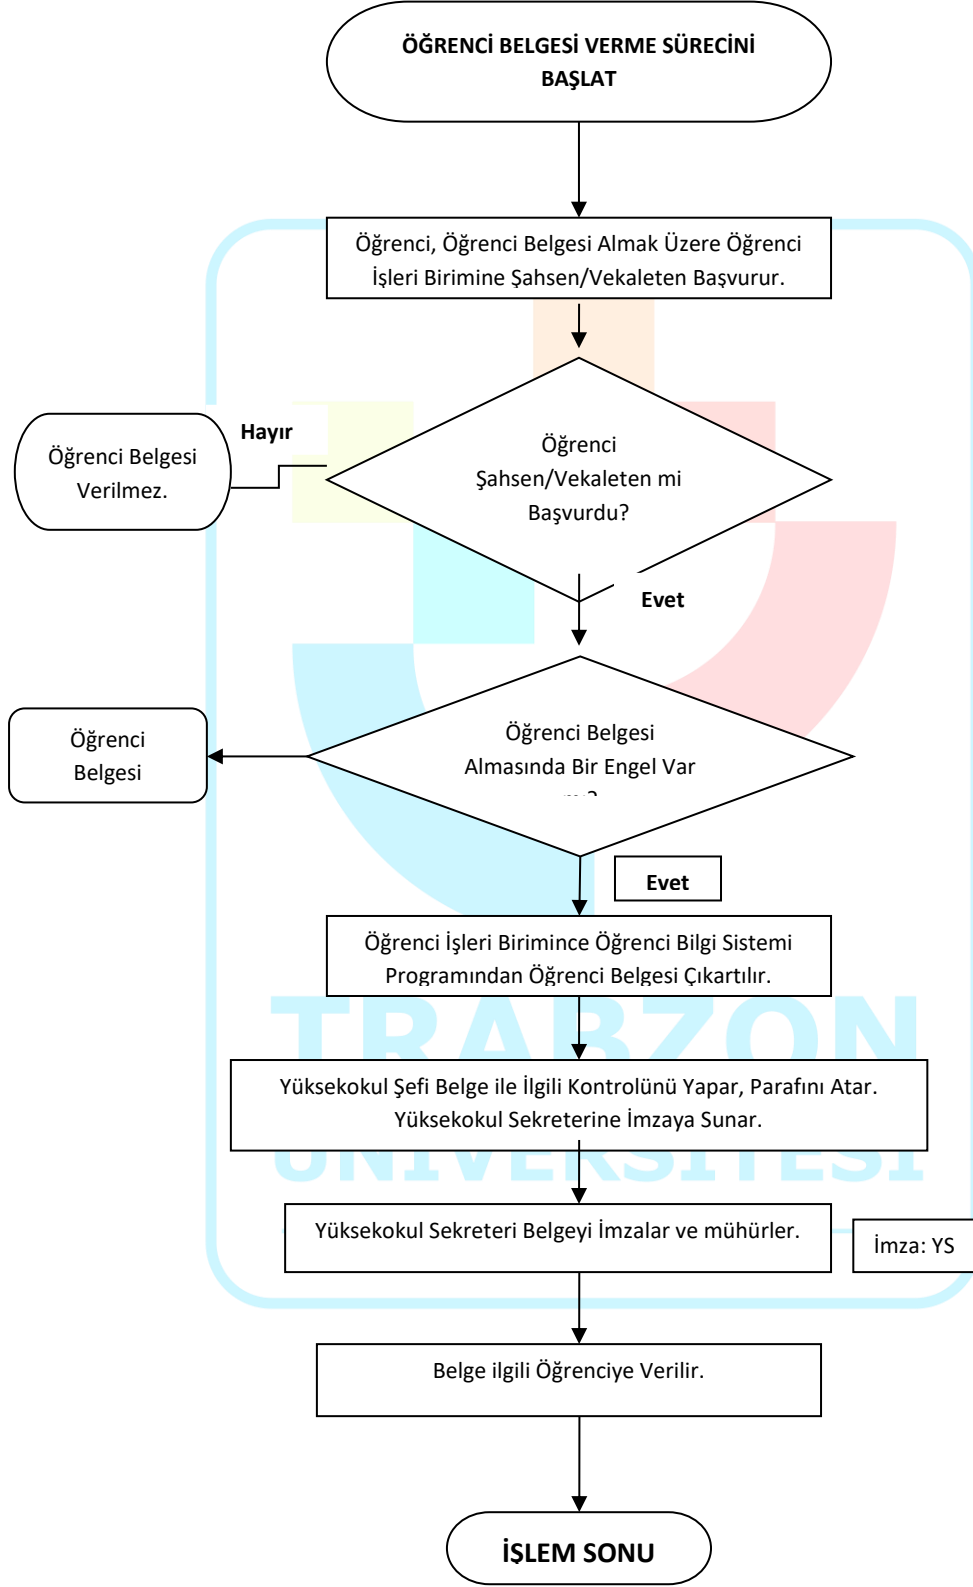 ÖĞRENCİ BELGESİ VERME SÜRECİNİ
BAŞLAT
Öğrenci, Öğrenci Belgesi Almak Üzere Öğrenci
İşleri Birimine Şahsen/Vekaleten Başvurur.
Hayır
Öğrenci Belgesi
Verilmez.
Öğrenci
Şahsen/Vekaleten mi
Başvurdu?
Evet
Öğrenci
Belgesi
Öğrenci Belgesi
Almasında Bir Engel Var
Evet
Öğrenci İşleri Birimince Öğrenci Bilgi Sistemi
Programından Öğrenci Belgesi Çıkartılır.
TRABZON
Yüksekokul Şefi Belge ile İlgili Kontrolünü Yapar, Parafını Atar.
Yüksekokul Sekreterine İmzaya Sunar.
ÜNİVERSİTESİ
Yüksekokul Sekreteri Belgeyi İmzalar ve mühürler.
İmza: YS
Belge ilgili Öğrenciye Verilir.
İŞLEM SONU